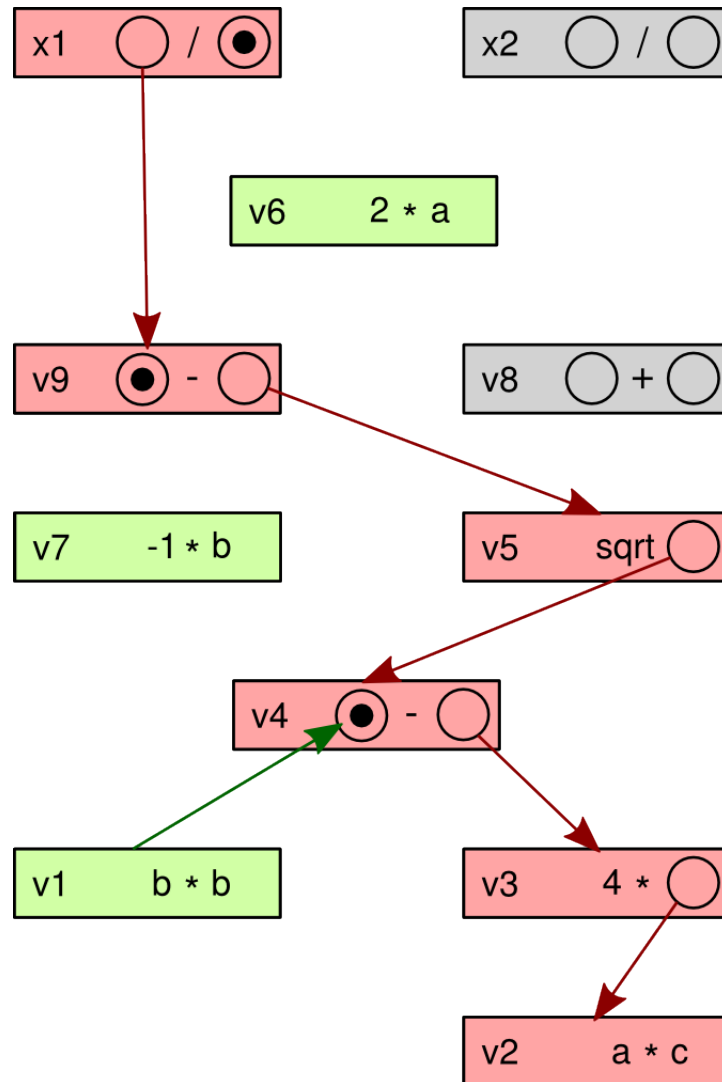 x1 /
x2 /
v6 2 * a
v9 -
v8 +
v7 -1 * b
v5 sqrt
v4 -
v1 b * b
v3 4 *
v2 a * c